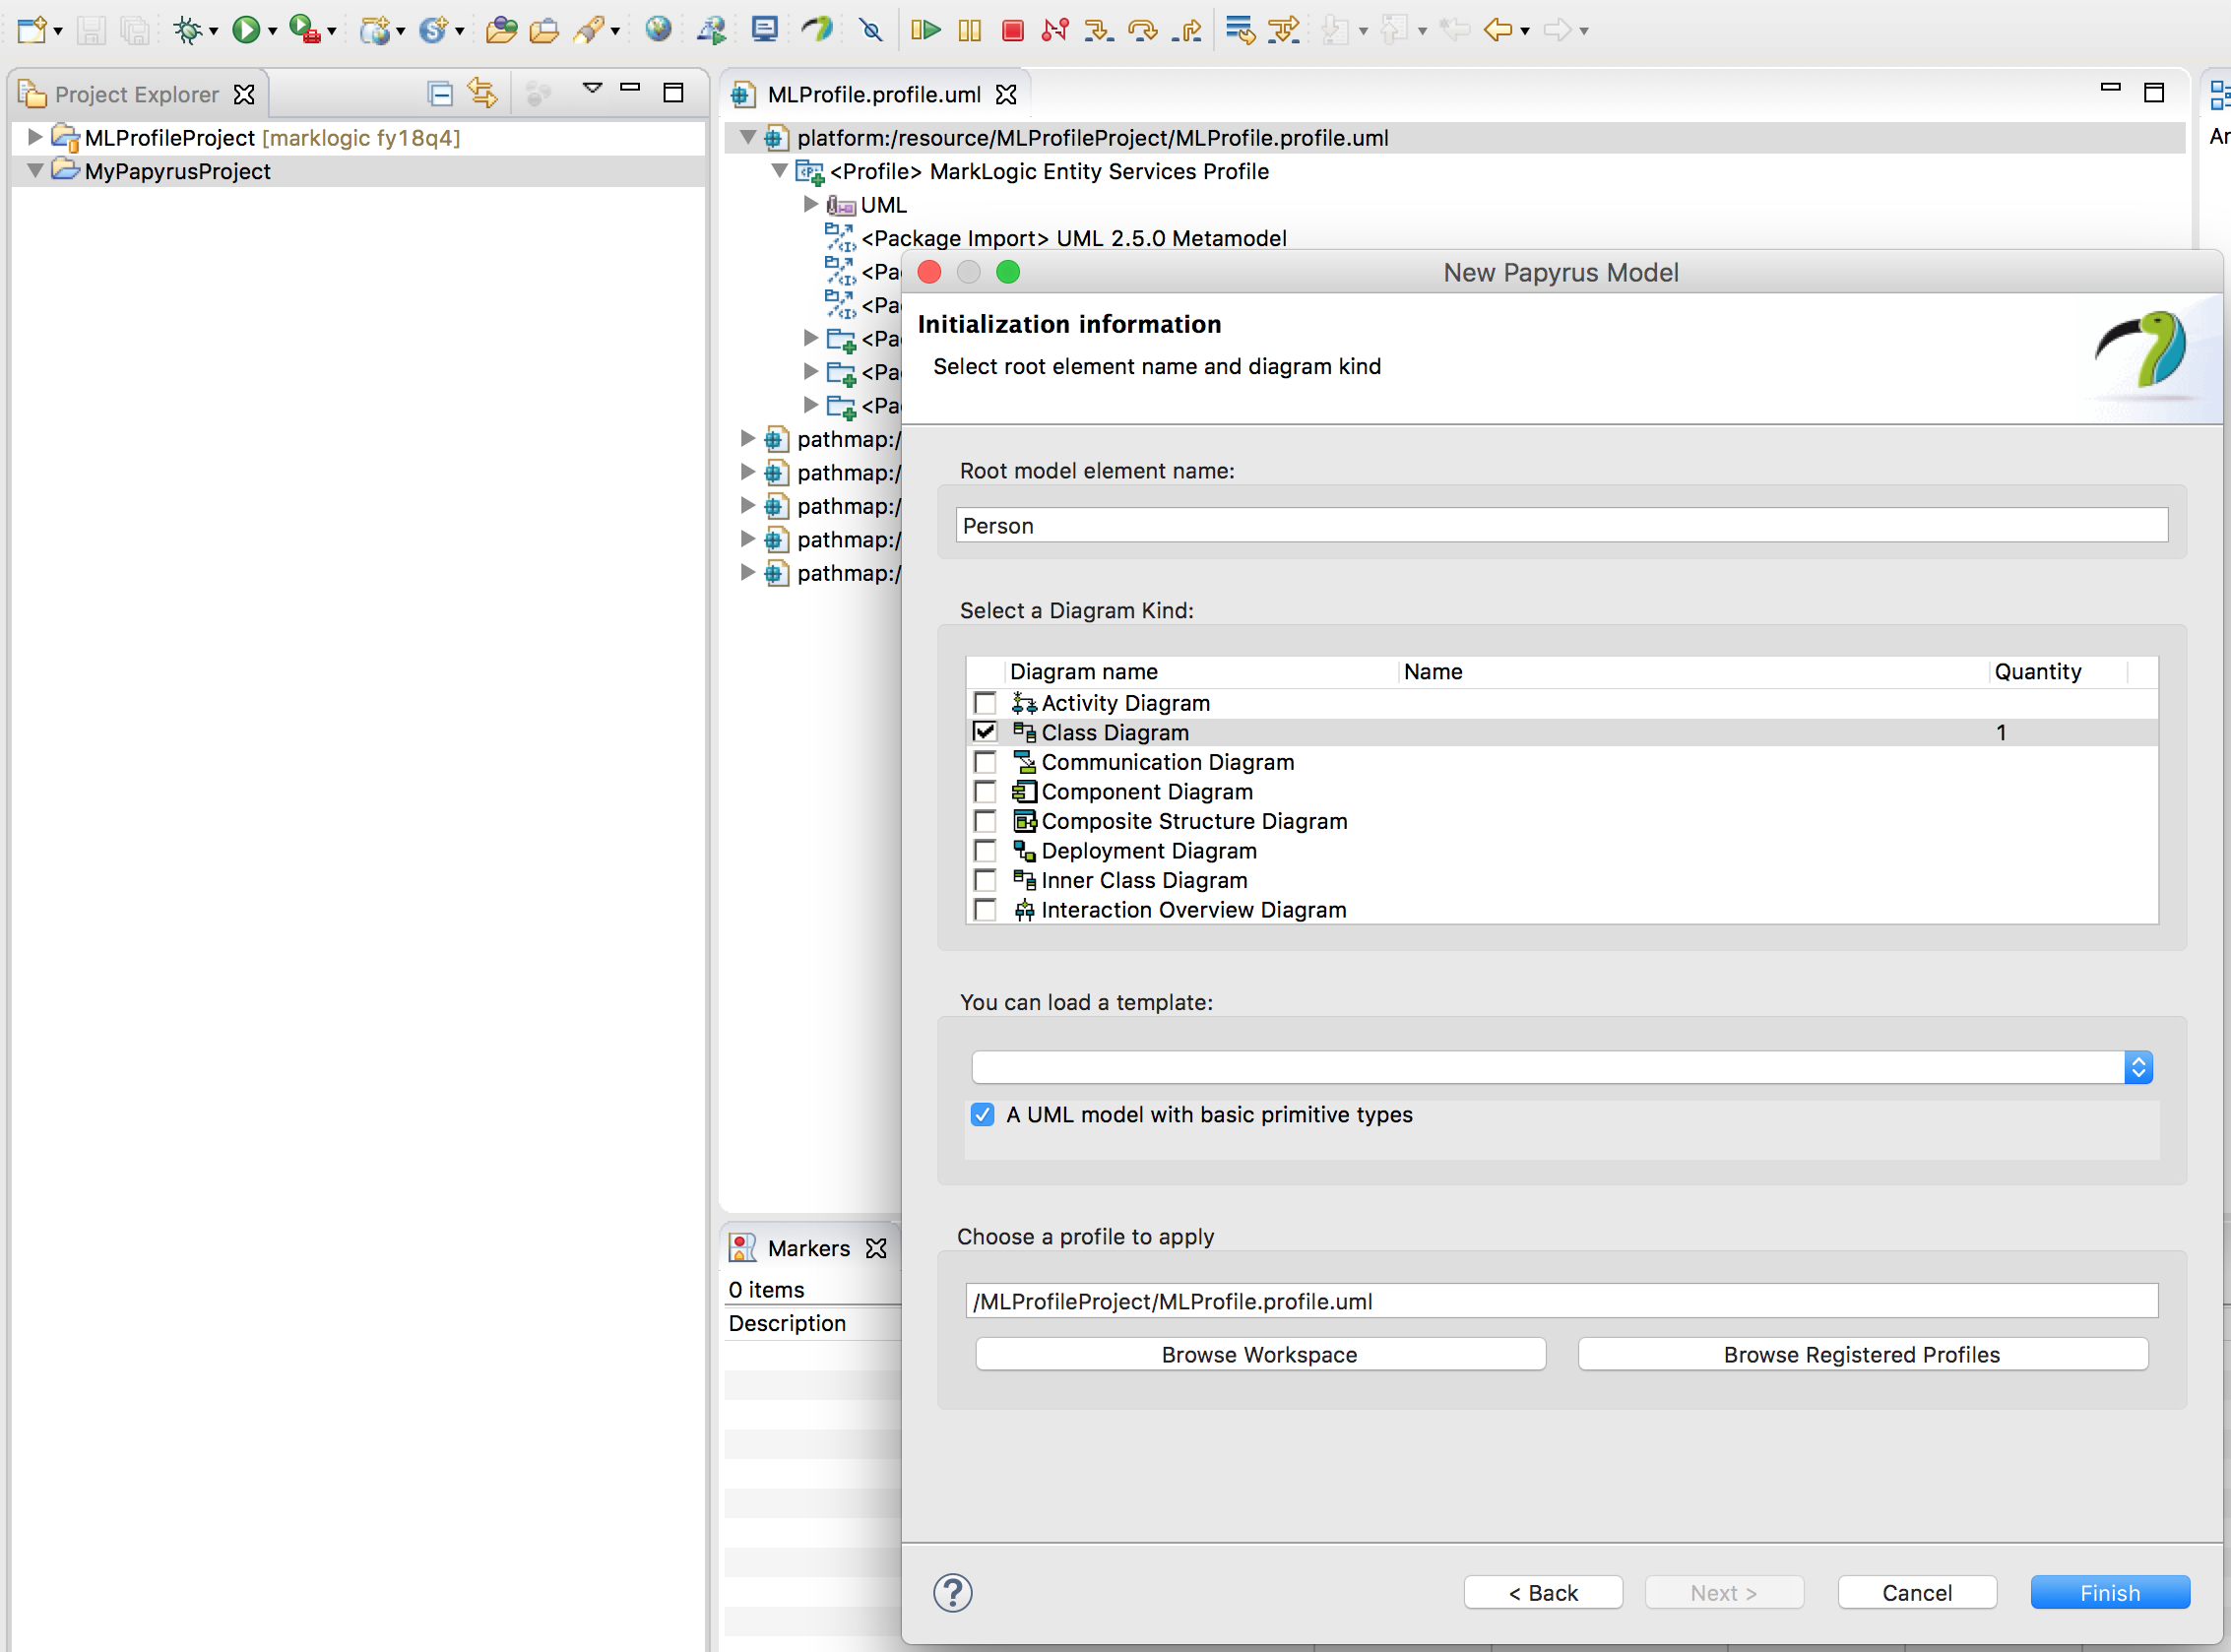 Project Explorer
MLProfileProject [marklogic fy18q4]
MyPapyrusProject
MLProfile.profile.uml
platform:/resource/MLProfileProject/MLProfile.profile.uml
<Profile> MarkLogic Entity Services Profile
UML
<Package Import> UML 2.5.0 Metamodel
<Pa
<Pa
<Pa
<Pa
<Pa
pathmap:/
pathmap:/
pathmap:/
pathmap:/
pathmap:/
Ar
New Papyrus Model
Initialization information
Select root element name and diagram kind
Root model element name:
Person
Select a Diagram Kind:
Diagram name Name Quantity
Activity Diagram
Class Diagram 1
Communication Diagram
Component Diagram
Composite Structure Diagram
Deployment Diagram
Inner Class Diagram
Interaction Overview Diagram
You can load a template:
A UML model with basic primitive types
Choose a profile to apply
/MLProfileProject/MLProfile.profile.uml
Browse Workspace Browse Registered Profiles
< Back Next > Cancel Finish
Markers
0 items
Description